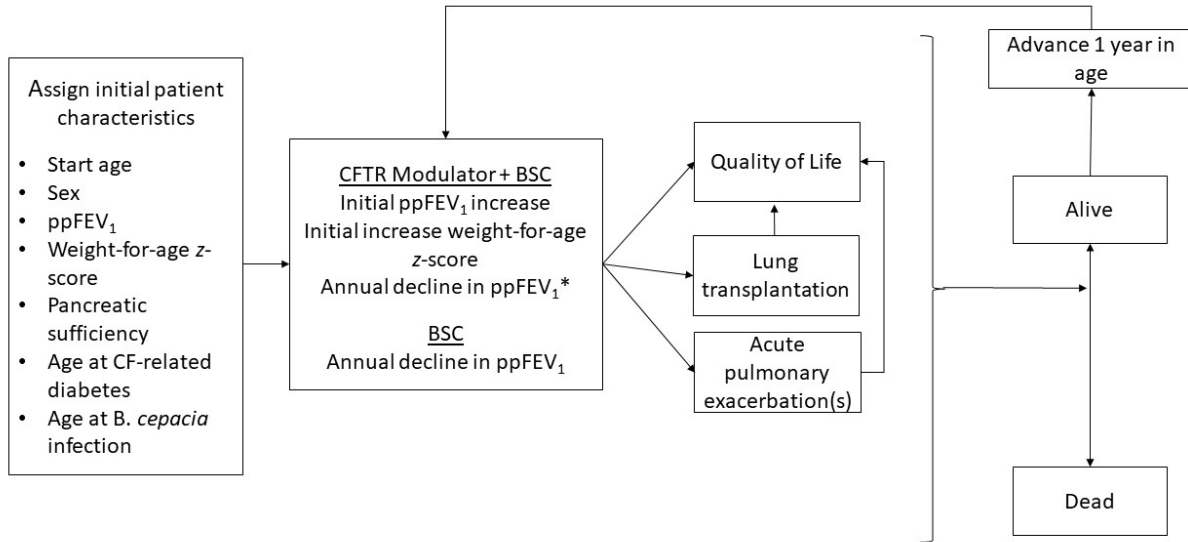 Assign initial patient
characteristics
• Start age
• Sex
• ppFEV₁
• Weight-for-age z-
score
• Pancreatic
sufficiency
• Age at CF-related
diabetes
• Age at B. cepacia
infection
CFTR Modulator + BSC
Initial ppFEV₁ increase
Initial increase weight-for-age
z-score
Annual decline in ppFEV₁*
BSC
Annual decline in ppFEV₁
Quality of Life
Lung
transplantation
Acute
pulmonary
exacerbation(s)
Advance 1 year in
age
Alive
Dead